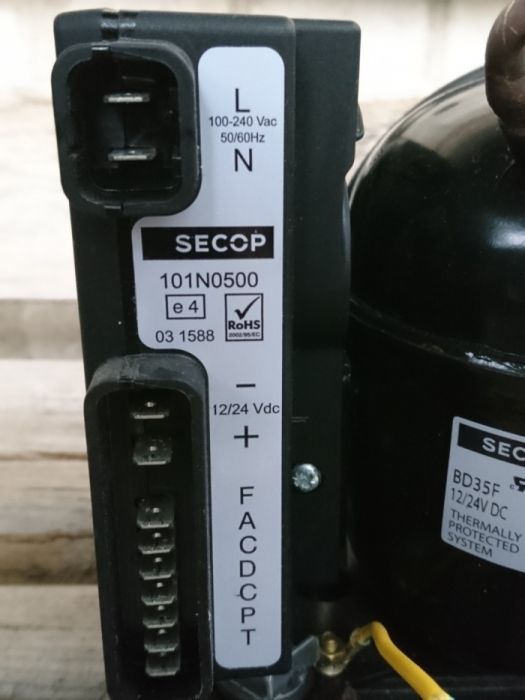 L
100-240 Vac
50/60Hz
N
SECOP
101N0500
e 4
RoHS
2002/95/EC
03 1588
−
12/24 Vdc
+
F
A
C
D
C
P
T
SEC
BD35F
12/24V DC
THERMALLY
PROTECTED
SYSTEM